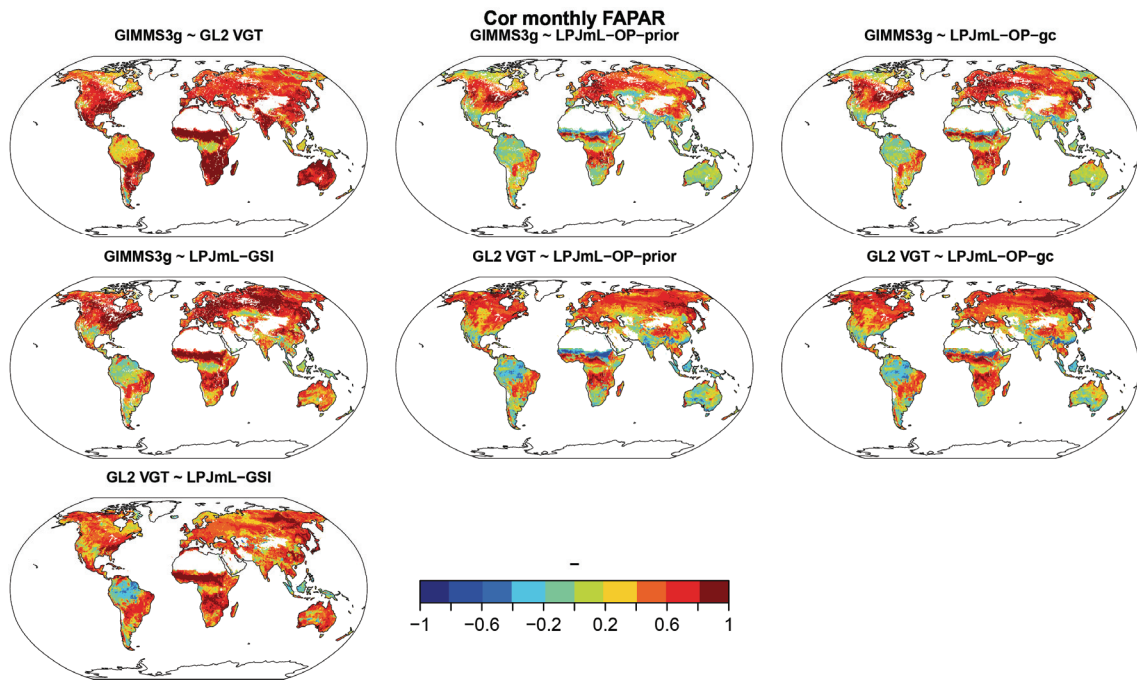 Cor monthly FAPAR
GIMMS3g ~ GL2 VGT
GIMMS3g ~ LPJmL−OP−prior
GIMMS3g ~ LPJmL−OP−gc
GIMMS3g ~ LPJmL−GSI
GL2 VGT ~ LPJmL−OP−prior
GL2 VGT ~ LPJmL−OP−gc
GL2 VGT ~ LPJmL−GSI
−
−1 −0.6 −0.2 0.2 0.6 1